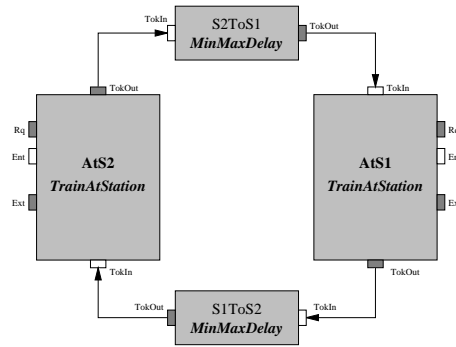 S2ToS1
MinMaxDelay
TokIn
TokOut
TokOut
TokIn
Rq
Ent
Ext
AtS2
TrainAtStation
AtS1
TrainAtStation
TokIn
TokOut
TokOut
TokIn
S1ToS2
MinMaxDelay